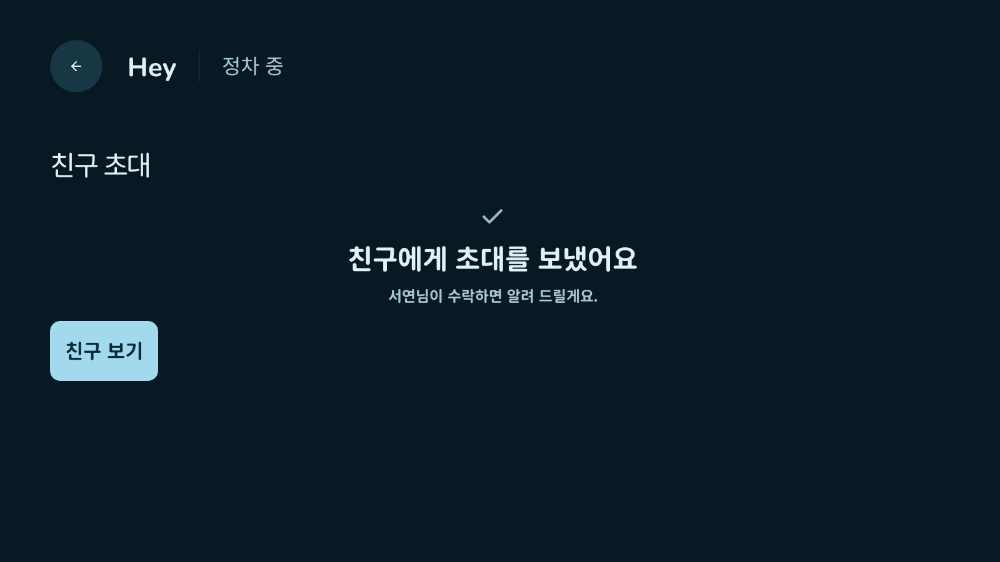 Hey
정차 중
친구 초대
친구에게 초대를 보냈어요
서연님이 수락하면 알려 드릴게요.
친구 보기